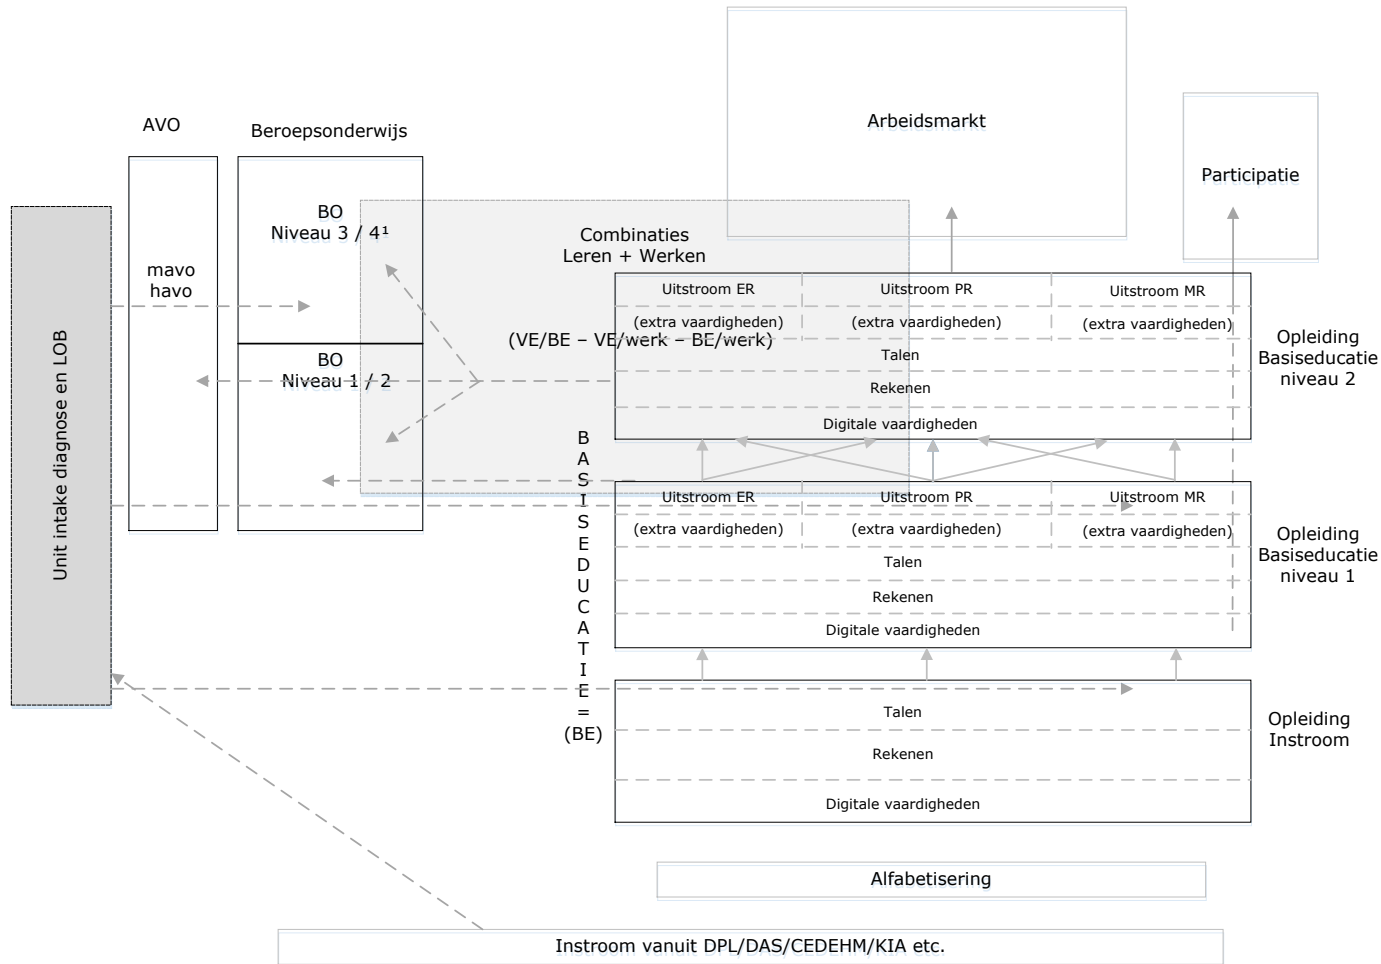 Arbeidsmarkt
AVO
Beroepsonderwijs
Participatie
BO
Niveau 3 / 4¹
Combinaties
Leren + Werken
mavo
havo
Unit intake diagnose en LOB
(VE/BE – VE/werk – BE/werk)
BO
Niveau 1 / 2
Uitstroom ER
Uitstroom PR
Uitstroom MR
(extra vaardigheden)
(extra vaardigheden)
(extra vaardigheden)
Talen
Rekenen
Digitale vaardigheden
Opleiding
Basiseducatie
niveau 2
B
A
S
I
S
E
D
U
C
A
T
I
E
=
(BE)
Uitstroom ER
Uitstroom PR
Uitstroom MR
(extra vaardigheden)
(extra vaardigheden)
(extra vaardigheden)
Talen
Rekenen
Digitale vaardigheden
Opleiding
Basiseducatie
niveau 1
Talen
Rekenen
Digitale vaardigheden
Opleiding
Instroom
Alfabetisering
Instroom vanuit DPL/DAS/CEDEHM/KIA etc.